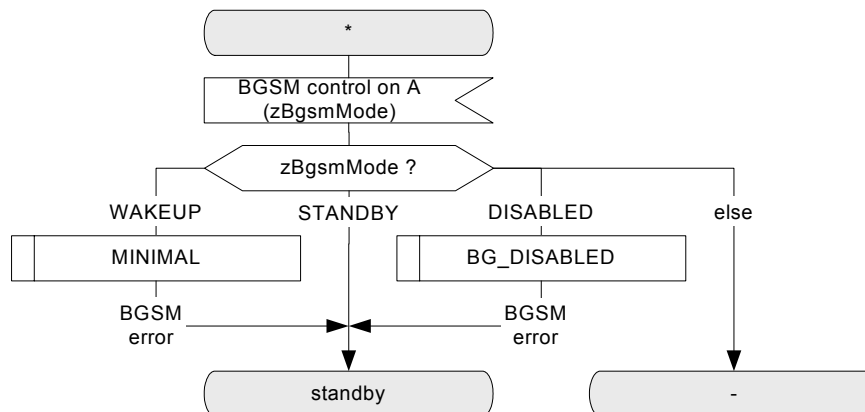 *
BGSM control on A
(zBgsmMode)
zBgsmMode ?
WAKEUP
STANDBY
DISABLED
else
MINIMAL
BG_DISABLED
BGSM
error
BGSM
error
standby
-